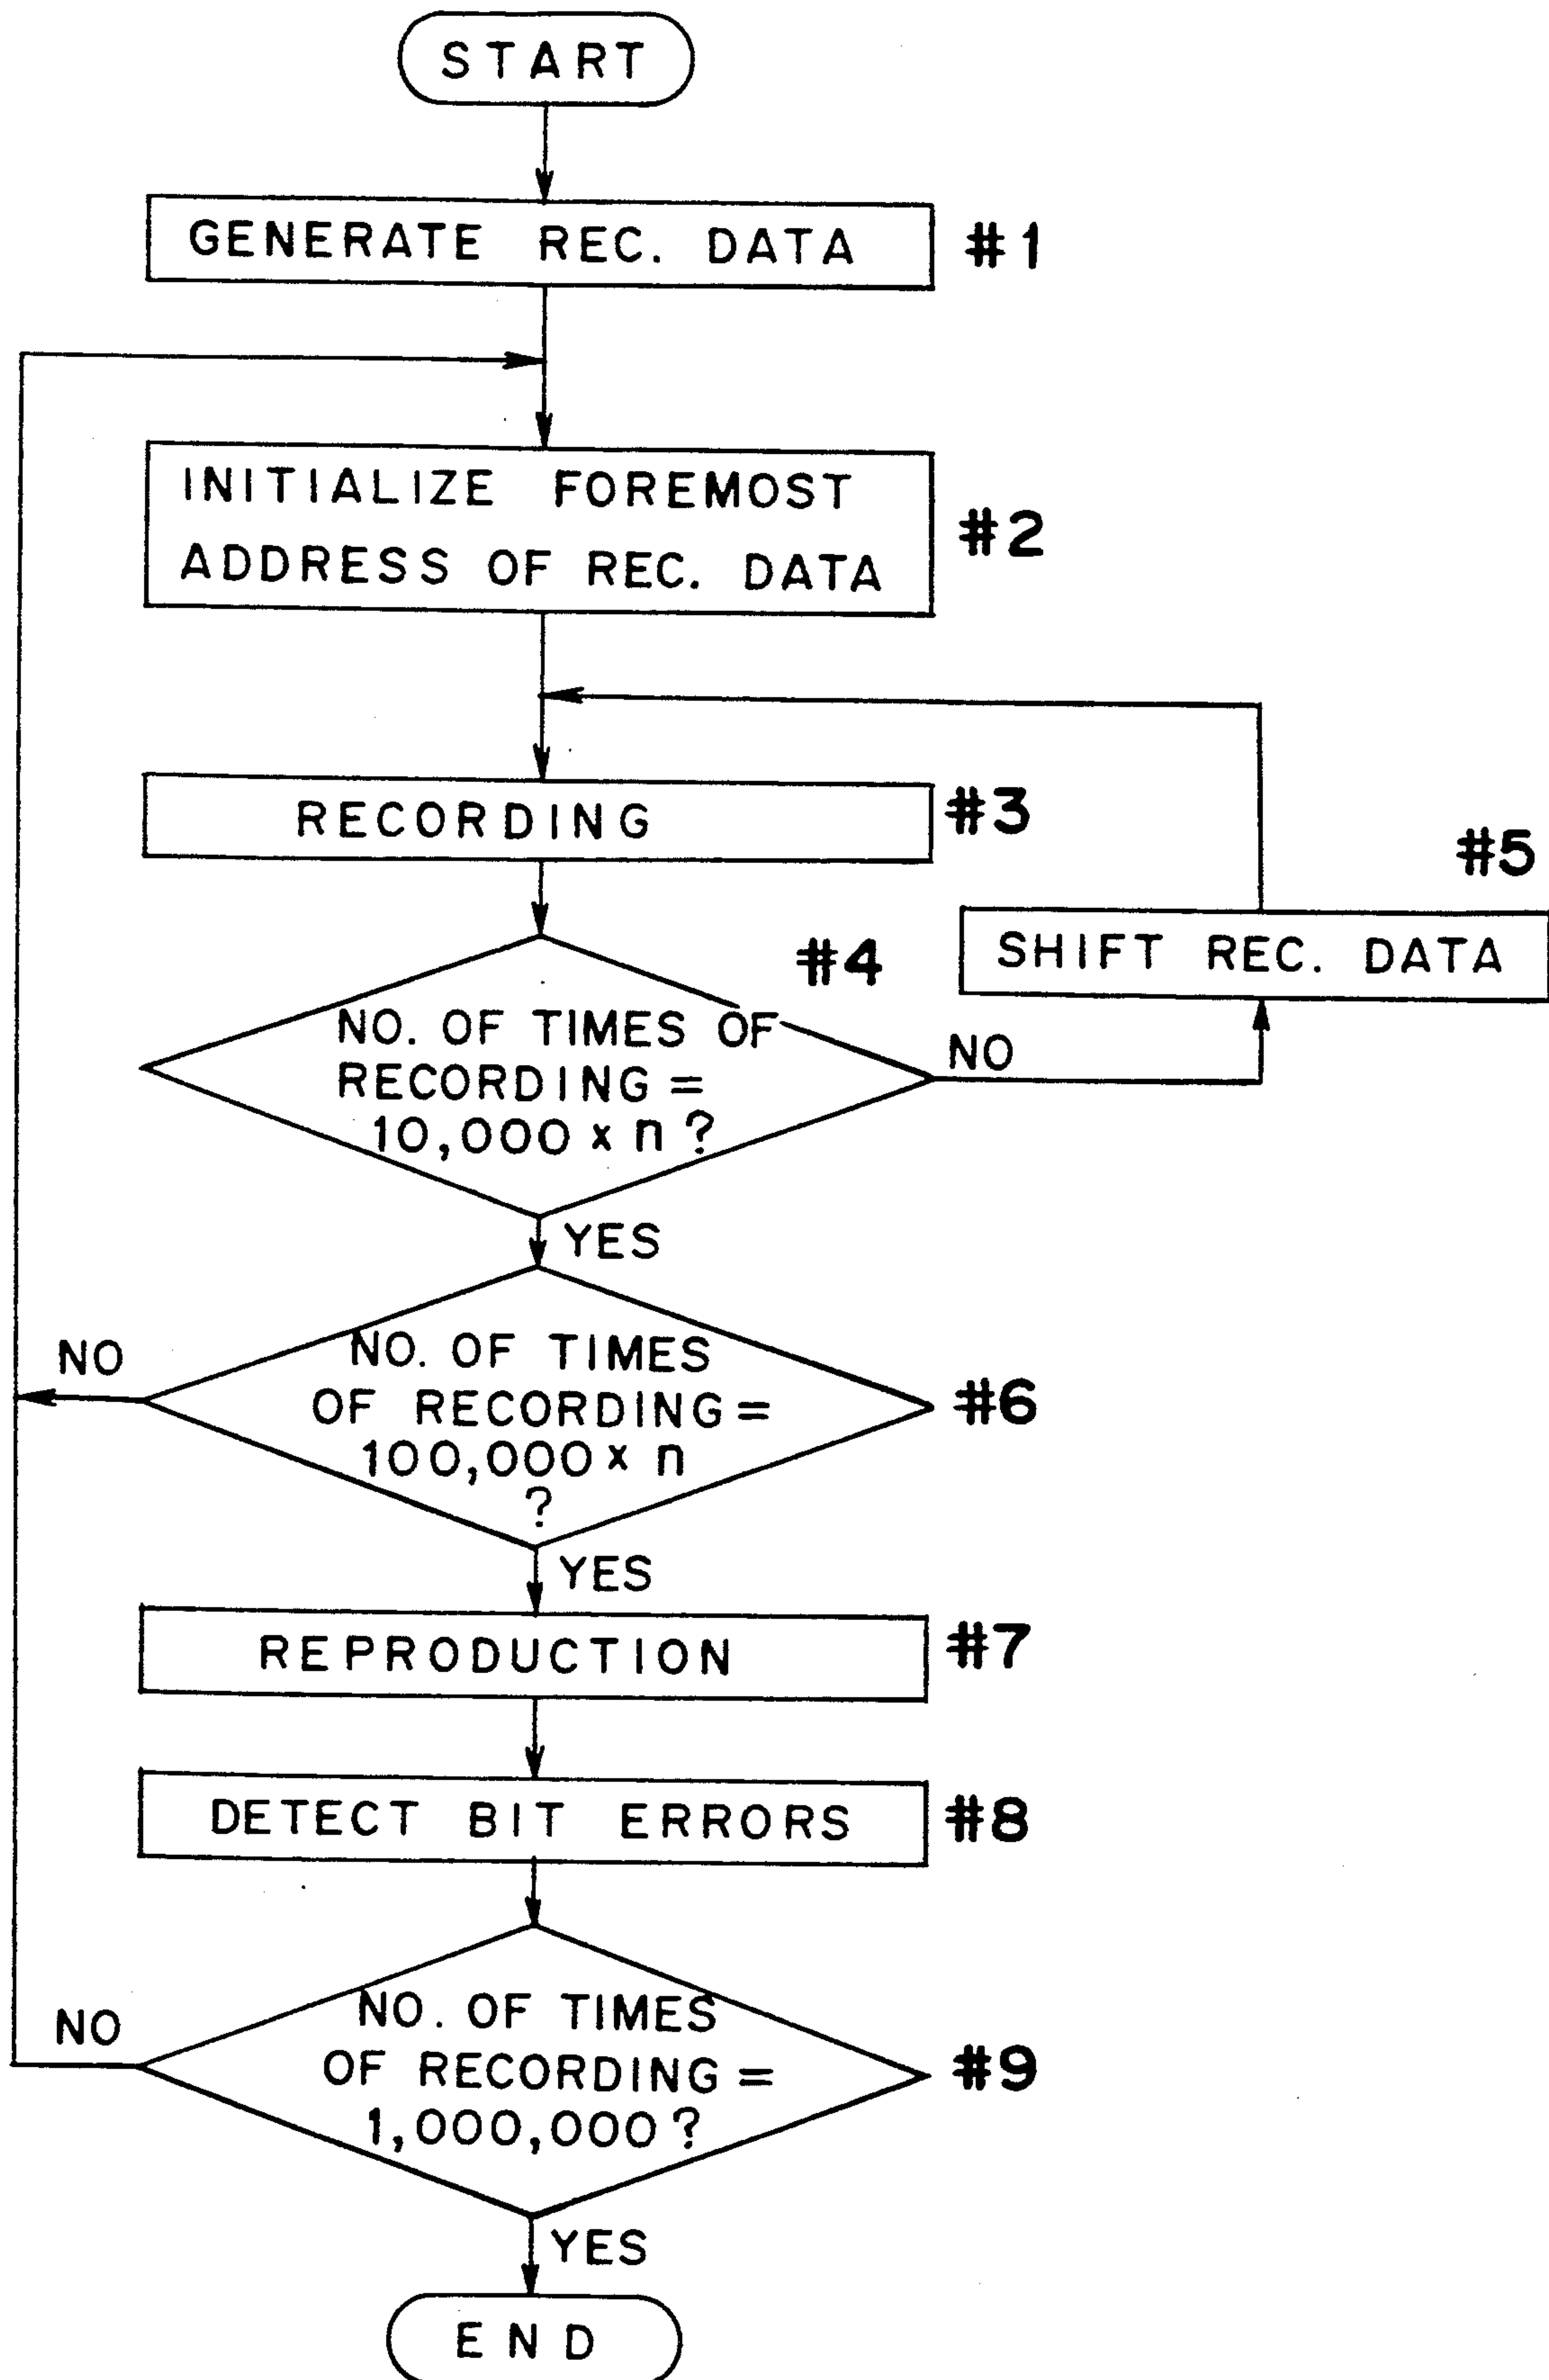 START
GENERATE REC. DATA #1
INITIALIZE FOREMOST
ADDRESS OF REC. DATA
#2
RECORDING #3
#5
SHIFT REC. DATA
#4
NO. OF TIMES OF
RECORDING =
10,000 x n ?
NO
YES
NO
NO. OF TIMES
OF RECORDING =
100,000 x n
?
#6
YES
REPRODUCTION #7
DETECT BIT ERRORS #8
NO
NO. OF TIMES
OF RECORDING =
1,000,000 ?
#9
YES
END